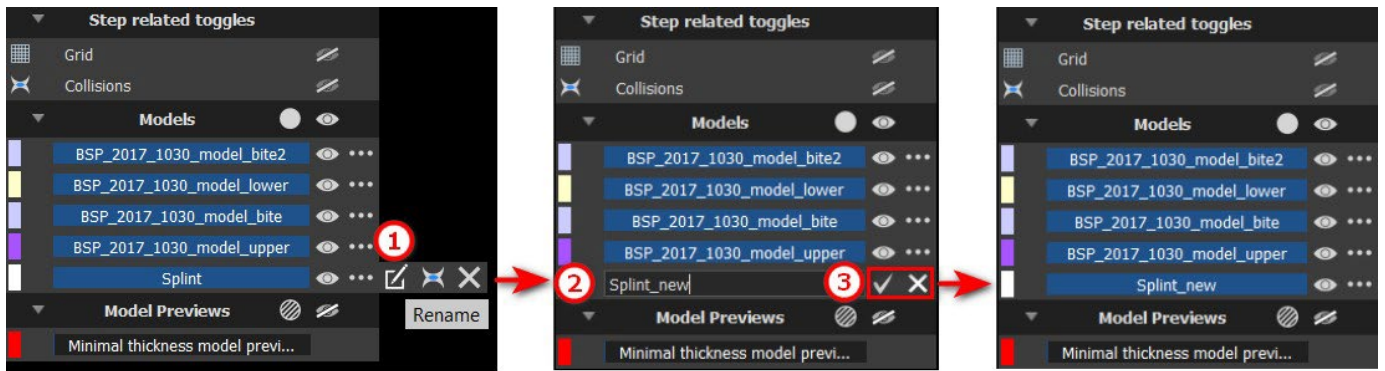 Step related toggles
Grid
Collisions
Models
BSP_2017_1030_model_bite2
BSP_2017_1030_model_lower
BSP_2017_1030_model_bite
BSP_2017_1030_model_upper
1
Splint
Rename
Model Previews
Minimal thickness model previ...
Step related toggles
Grid
Collisions
Models
BSP_2017_1030_model_bite2
BSP_2017_1030_model_lower
BSP_2017_1030_model_bite
BSP_2017_1030_model_upper
2 Splint_new 3
Model Previews
Minimal thickness model previ...
Step related toggles
Grid
Collisions
Models
BSP_2017_1030_model_bite2
BSP_2017_1030_model_lower
BSP_2017_1030_model_bite
BSP_2017_1030_model_upper
Splint_new
Model Previews
Minimal thickness model previ...